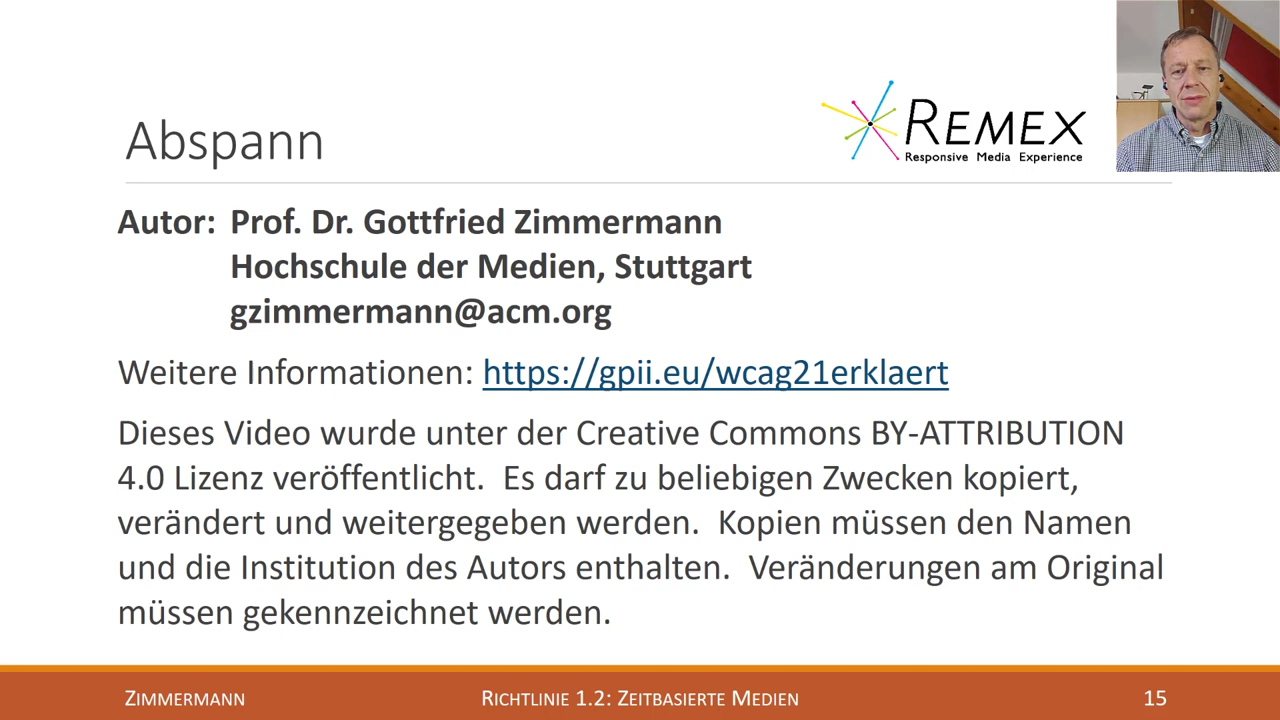 Abspann
REMEX
Responsive Media Experience
Autor: Prof. Dr. Gottfried Zimmermann
Hochschule der Medien, Stuttgart
gzimmermann@acm.org
Weitere Informationen: https://gpii.eu/wcag21erklaert
Dieses Video wurde unter der Creative Commons BY-ATTRIBUTION
4.0 Lizenz veröffentlicht.  Es darf zu beliebigen Zwecken kopiert,
verändert und weitergegeben werden.  Kopien müssen den Namen
und die Institution des Autors enthalten.  Veränderungen am Original
müssen gekennzeichnet werden.
ZIMMERMANN
RICHTLINIE 1.2: ZEITBASIERTE MEDIEN
15